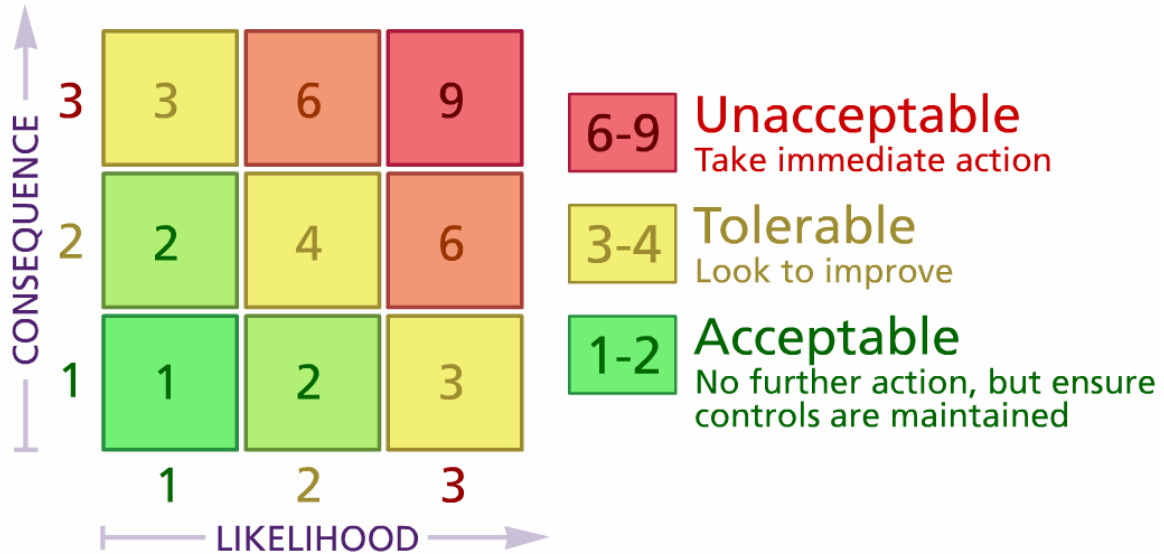 CONSEQUENCE
3
3
6
9
2
2
4
6
1
1
2
3
1
2
3
LIKELIHOOD
6-9
Unacceptable
Take immediate action
3-4
Tolerable
Look to improve
1-2
Acceptable
No further action, but ensure
controls are maintained